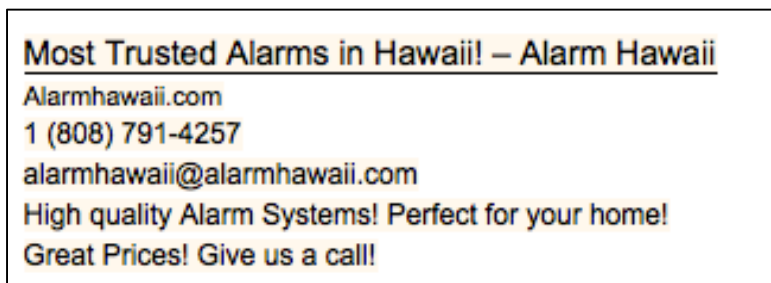 Most Trusted Alarms in Hawaii! – Alarm Hawaii
Alarmhawaii.com
1 (808) 791-4257
alarmhawaii@alarmhawaii.com
High quality Alarm Systems! Perfect for your home!
Great Prices! Give us a call!